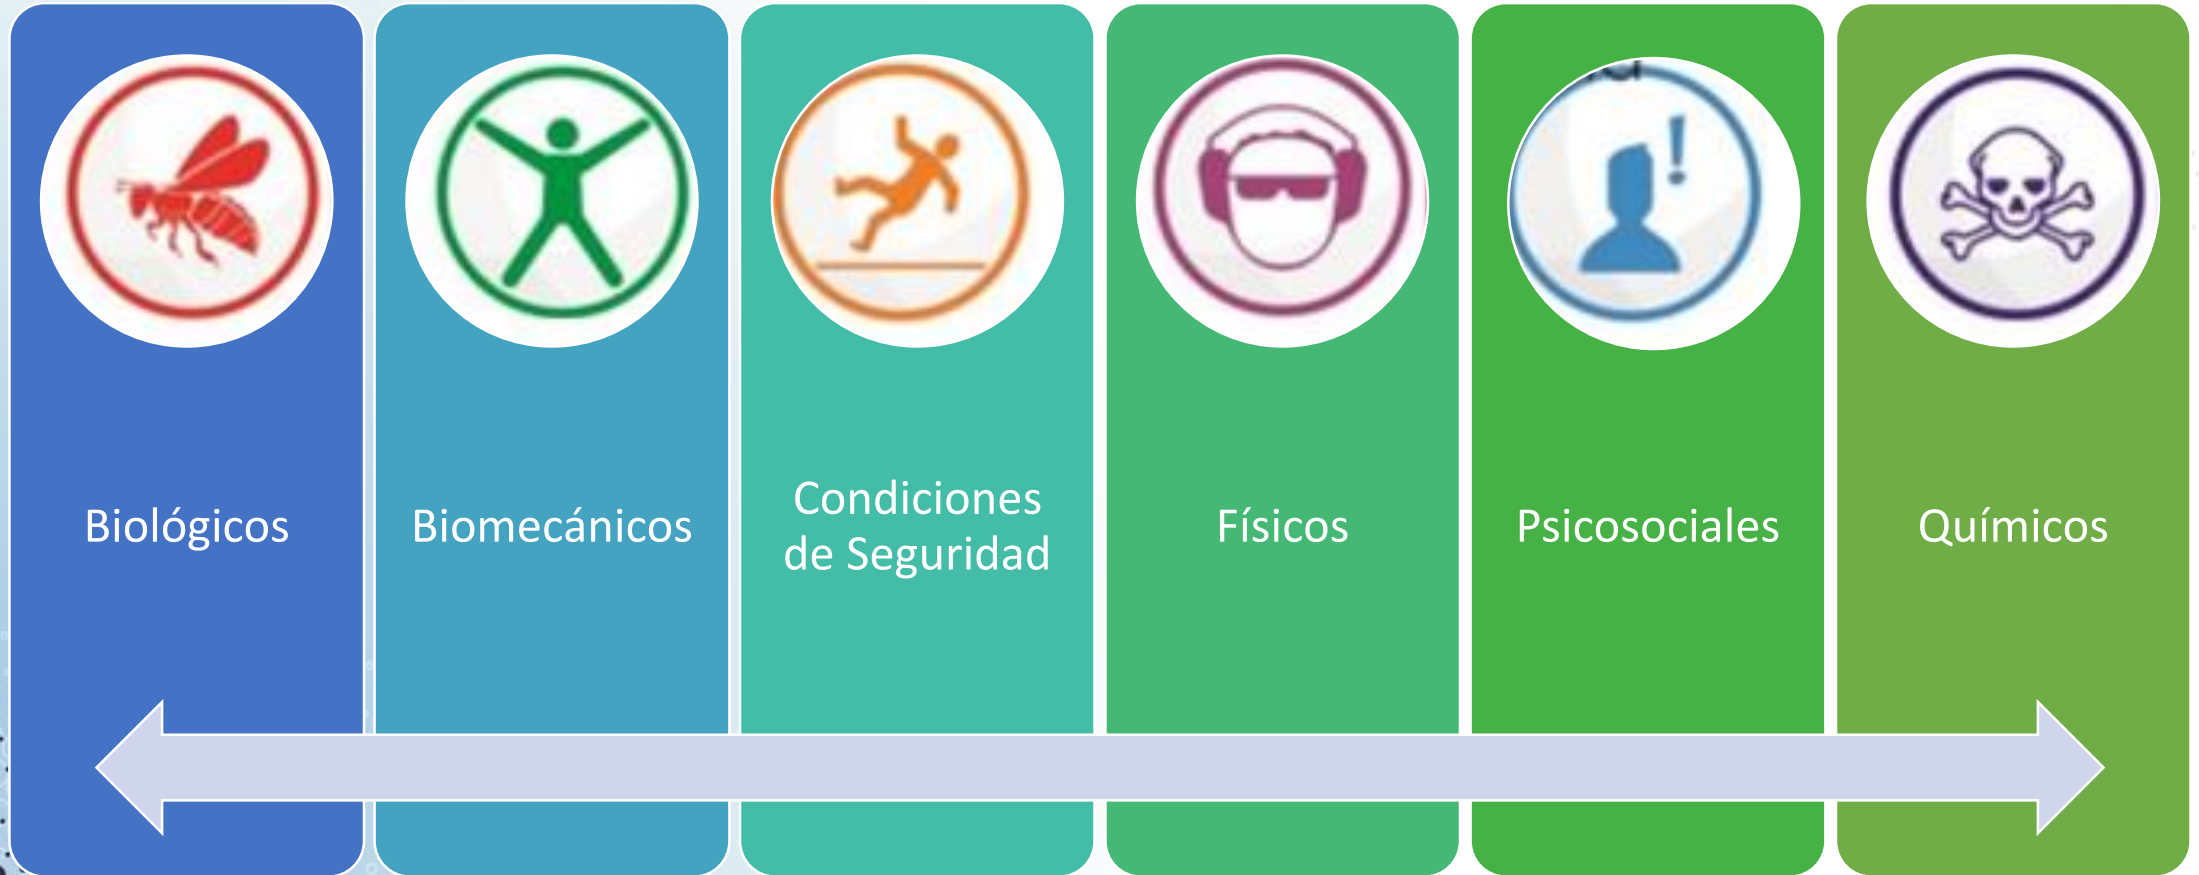 Biológicos
Biomecánicos
Condiciones
de Seguridad
Físicos
Psicosociales
Químicos